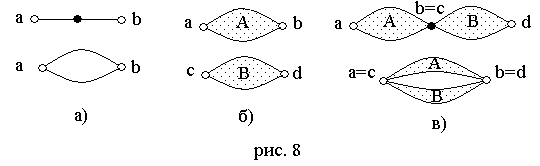 a b
a b
a)
a A b
c B d
б)
b=c
a A B d
a=c A b=d
B
в)
рис. 8